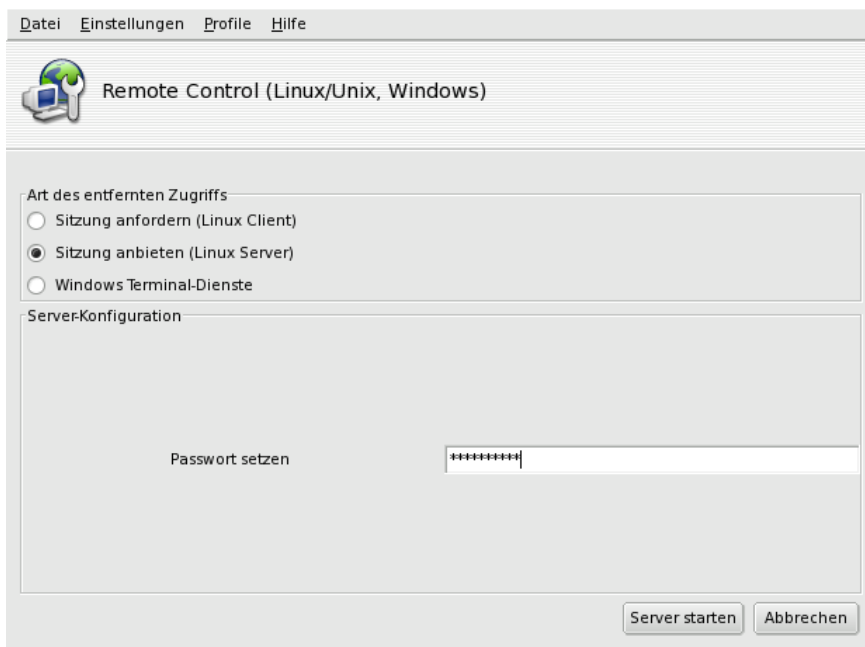 Datei Einstellungen Profile Hilfe
Remote Control (Linux/Unix, Windows)
Art des entfernten Zugriffs
Sitzung anfordern (Linux Client)
Sitzung anbieten (Linux Server)
Windows Terminal-Dienste
Server-Konfiguration
Passwort setzen **********
Server starten Abbrechen